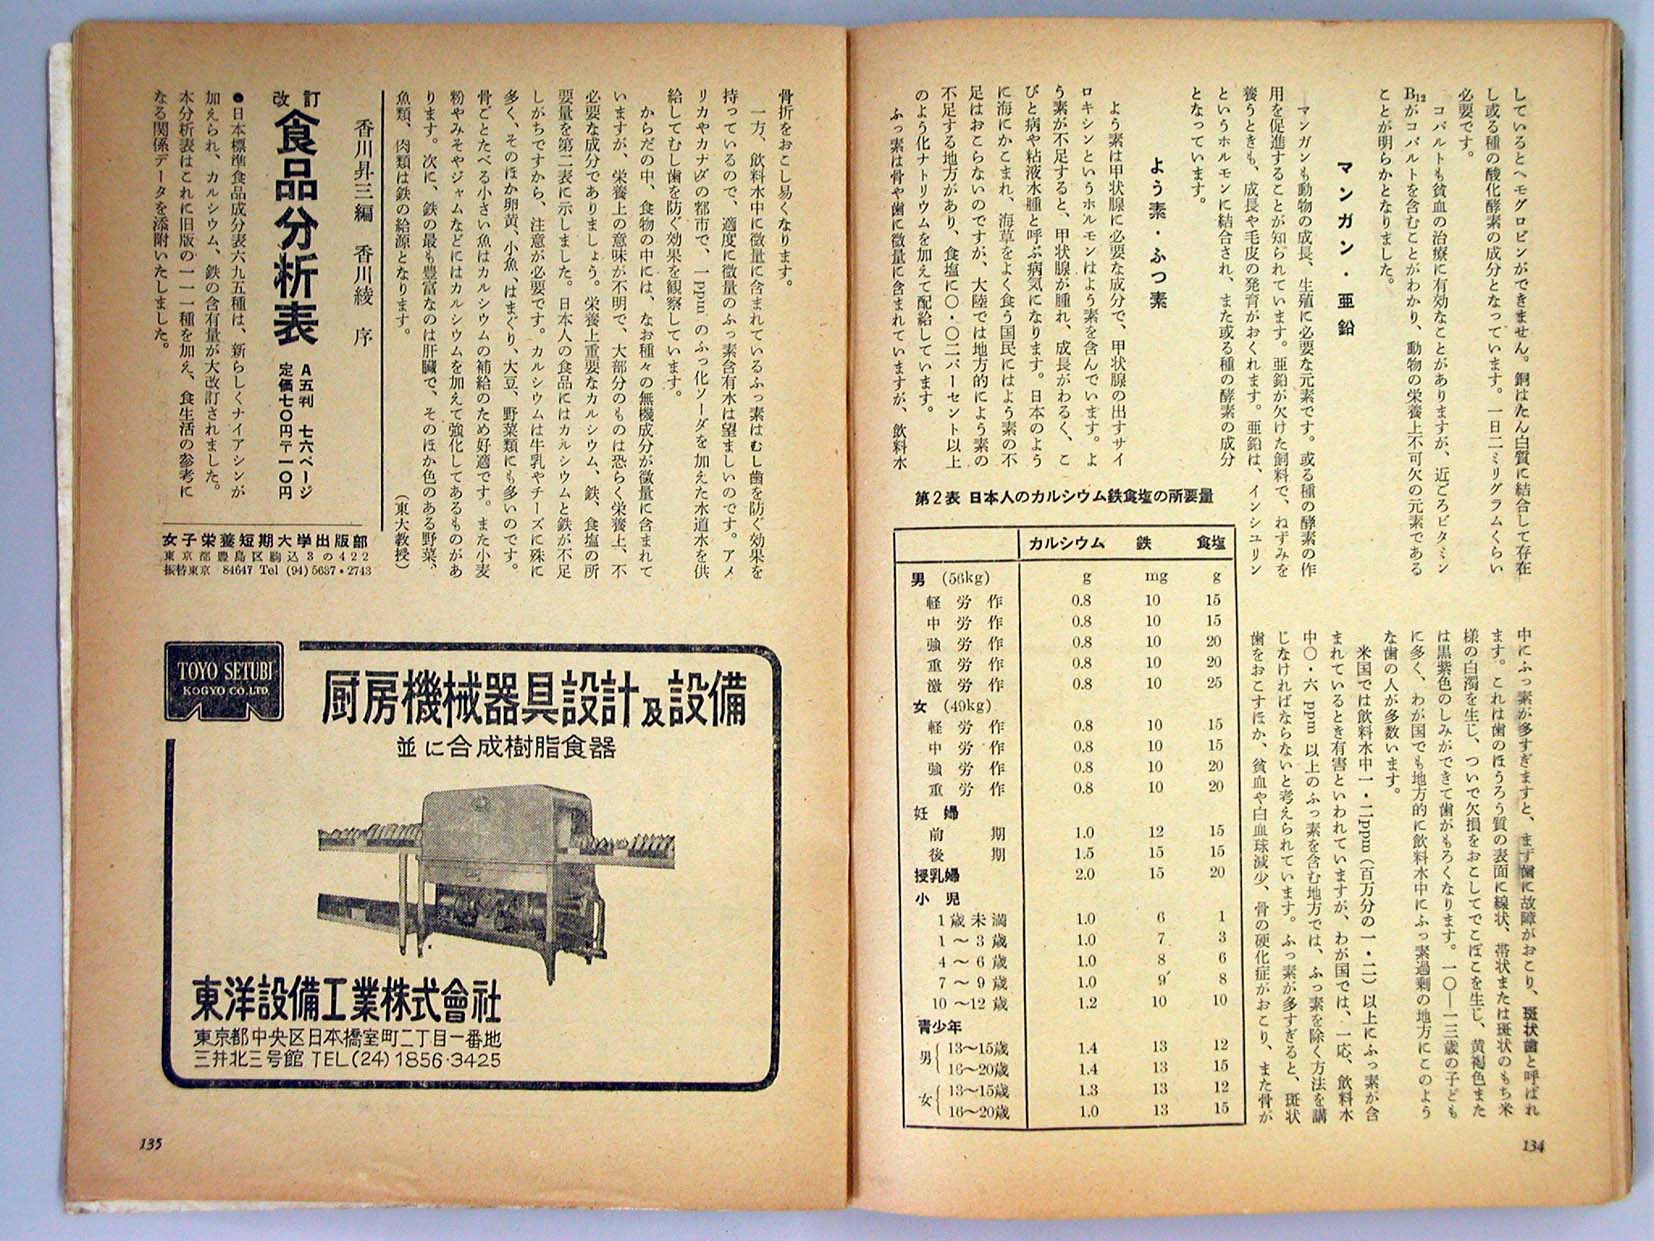 しているとヘモグロビンができません。銅はたん白質に結合して存在
し或る種の酸化酵素の成分となっています。一日二ミリグラムくらい
必要です。
コバルトも貧血の治療に有効なことがありますが、近ごろビタミン
B12がコバルトを含むことがわかり、動物の栄養上不可欠の元素である
ことが明らかとなりました。
マンガン・亜鉛
マンガンも動物の成長、生殖に必要な元素です。或る種の酵素の作
用を促進することが知られています。亜鉛が欠けた飼料で、ねずみを
養うときも、成長や毛皮の発育がおくれます。亜鉛は、インシユリン
というホルモンに結合され、また或る種の酵素の成分
となっています。
よう素・ふつ素
よう素は甲状腺に必要な成分で、甲状腺の出すサイ
ロキシンというホルモンはよう素を含んでいます。よ
う素が不足すると、甲状腺が腫れ、成長がわるく、こ
びと病や粘液水腫と呼ぶ病気になります。日本のよう
に海にかこまれ、海草をよく食う国民にはよう素の不
足はおこらないのですが、大陸では地方的によう素の
不足する地方があり、食塩に〇・〇二パーセント以上
のよう化ナトリウムを加えて配給しています。
ふっ素は骨や歯に微量に含まれていますが、飲料水
第2表 日本人のカルシウム鉄食塩の所要量
カルシウム 鉄 食塩
男 (56kg) g mg g
軽労作 0.8 10 15
中労作 0.8 10 15
強労作 0.8 10 20
重労作 0.8 10 20
激労作 0.8 10 25
女 (49kg)
軽労作 0.8 10 15
中労作 0.8 10 15
強労作 0.8 10 20
重労作 0.8 10 20
妊婦
前期 1.0 12 15
後期 1.5 15 15
授乳婦 2.0 15 20
小児
1歳未満 1.0 6 1
1〜3歳 1.0 7 3
4〜6歳 1.0 8 6
7〜9歳 1.0 9 8
10〜12歳 1.2 10 10
青少年
男 13〜15歳 1.4 13 12
16〜20歳 1.4 13 15
女 13〜15歳 1.3 13 12
16〜20歳 1.0 13 15
中にふっ素が多すぎますと、まず歯に故障がおこり、斑状歯と呼ばれ
ます。これは歯のほうろう質の表面に線状、帯状または斑状のもち米
様の白濁を生じ、ついで欠損をおこしてでこぼこを生じ、黄褐色また
は黒紫色のしみができて歯がもろくなります。一〇―一三歳の子ども
に多く、わが国でも地方的に飲料水中にふっ素過剰の地方にこのよう
な歯の人が多数います。
米国では飲料水中一・二ppm(百万分の一・二)以上にふっ素が含
まれているとき有害といわれていますが、わが国では、一応、飲料水
中〇・六 ppm 以上のふっ素を含む地方では、ふっ素を除く方法を講
じなければならないと考えられています。ふっ素が多すぎると、斑状
歯をおこすほか、貧血や白血球減少、骨の硬化症がおこり、また骨が
134
骨折をおこし易くなります。
一方、飲料水中に微量に含まれているふっ素はむし歯を防ぐ効果を
持っているので、適度に微量のふっ素含有水は望ましいのです。アメ
リカやカナダの都市で、一ppmのふっ化ソーダを加えた水道水を供
給してむし歯を防ぐ効果を観察しています。
からだの中、食物の中には、なお種々の無機成分が微量に含まれて
いますが、栄養上の意味が不明で、大部分のものは恐らく栄養上、不
必要な成分でありましょう。栄養上重要なカルシウム、鉄、食塩の所
要量を第二表に示しました。日本人の食品にはカルシウムと鉄が不足
しがちですから、注意が必要です。カルシウムは牛乳やチーズに殊に
多く、そのほか卵黄、小魚、はまぐり、大豆、野菜類にも多いのです。
骨ごとたべる小さい魚はカルシウムの補給のため好適です。また小麦
粉やみそやジャムなどにはカルシウムを加えて強化してあるものがあ
ります。次に、鉄の最も豊富なのは肝臓で、そのほか色のある野菜、
魚類、肉類は鉄の給源となります。
(東大教授)
香川昇三編 香川綾 序
改訂 食品分析表 A五判 七六ページ
定価七〇円〒一〇円
●日本標準食品成分表六九五種は、新らしくナイアシンが
加えられ、カルシウム、鉄の含有量が大改訂されました。
本分析表はこれに旧版の一一一種を加え、食生活の参考に
なる関係データを添附いたしました。
女子栄養短期大学出版部
東京都豊島区駒込3の422
振替東京 84647 Tel (94) 5637・2743
TOYO SETUBI
KOGYO CO.LTD.
厨房機械器具設計及設備
並に合成樹脂食器
東洋設備工業株式會社
東京都中央区日本橋室町二丁目一番地
三井北三号館 TEL(24)1856・3425
135